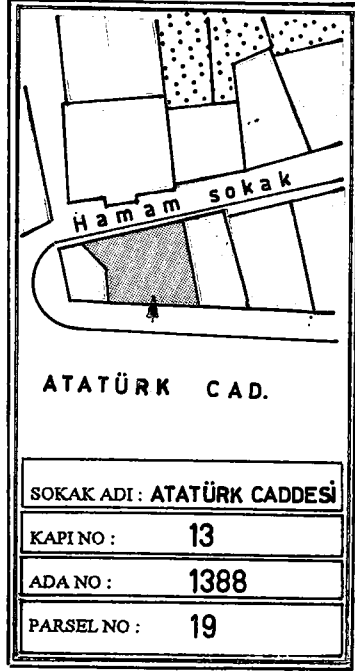 Hamam sokak
ATATÜRK CAD.
SOKAK ADI : ATATÜRK CADDESİ
KAPI NO : 13
ADA NO : 1388
PARSEL NO : 19